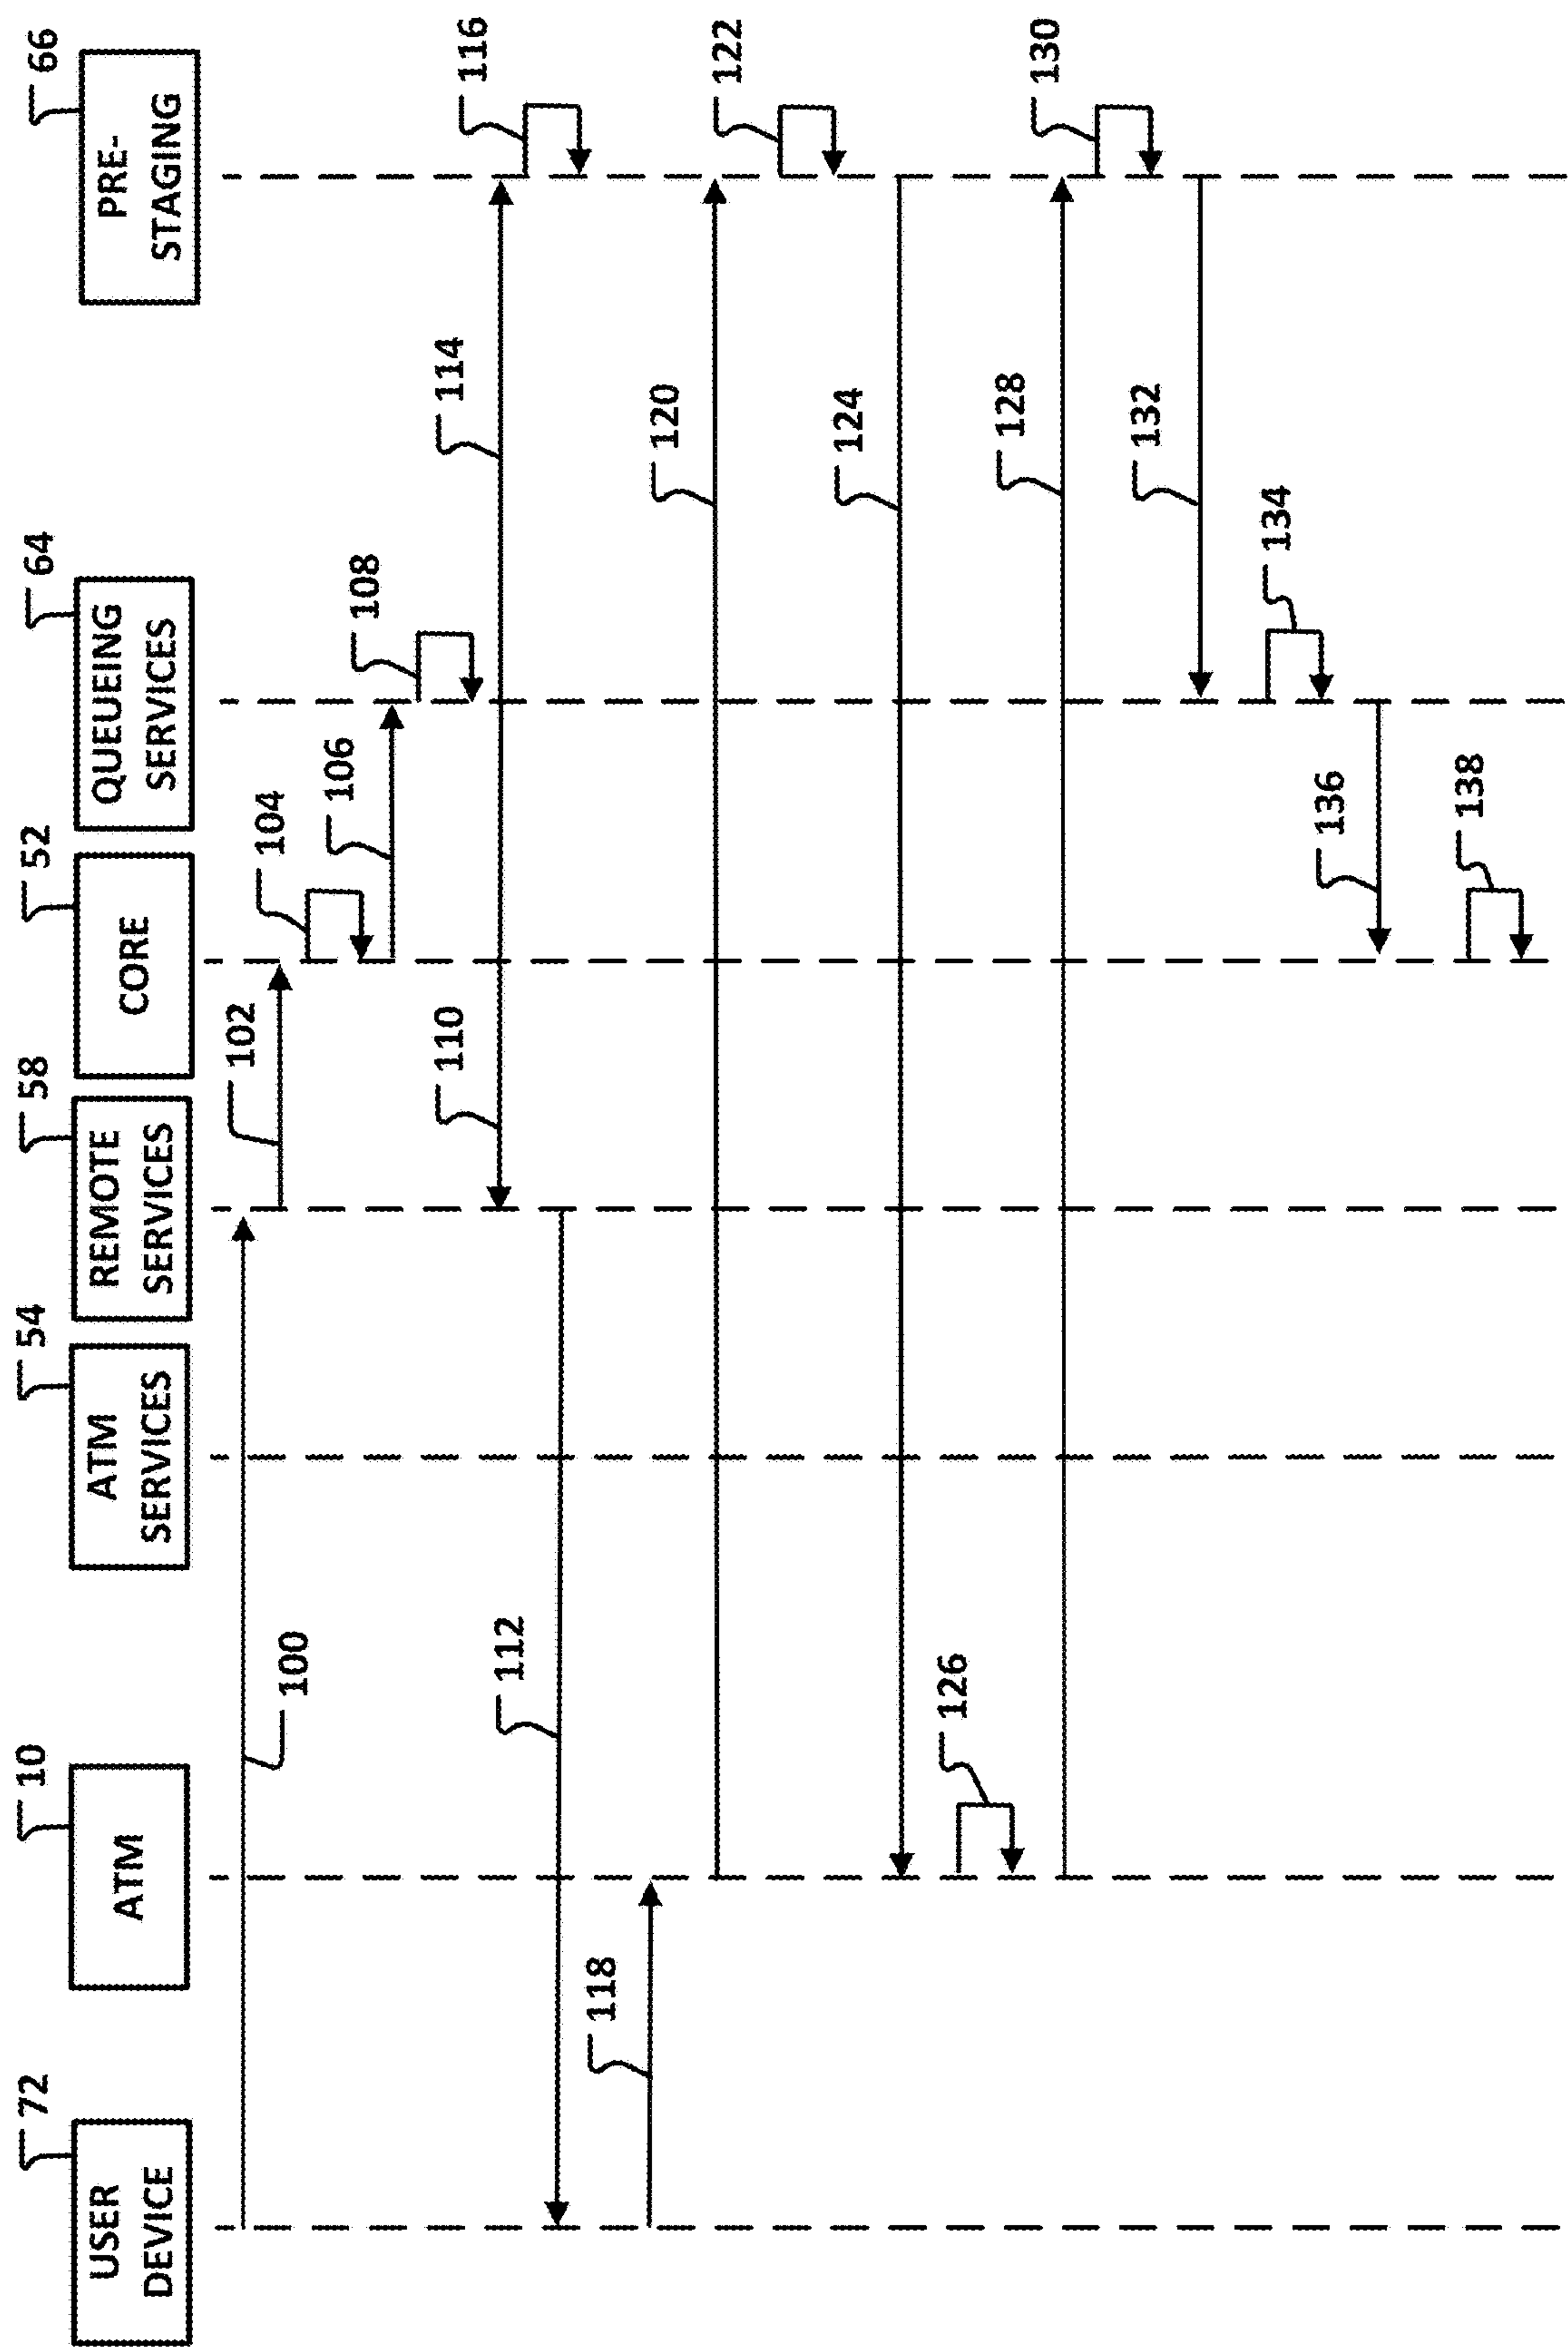 72
USER
DEVICE
10
ATM
54
ATM
SERVICES
58
REMOTE
SERVICES
52
CORE
64
QUEUEING
SERVICES
66
PRE-
STAGING
100
102
104
106
108
110
114
116
112
118
120
122
124
126
128
130
132
134
136
138